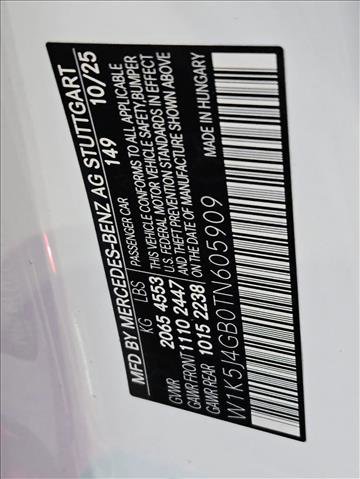 MFD BY MERCEDES-BENZ AG STUTTGART
149 10/25
KG LBS
GVWR 2065 4553
GAWR FRONT 1110 2447
GAWR REAR 1015 2238
PASSENGER CAR
THIS VEHICLE CONFORMS TO ALL APPLICABLE
U.S. FEDERAL MOTOR VEHICLE SAFETY,BUMPER
AND THEFT PREVENTION STANDARDS IN EFFECT
ON THE DATE OF MANUFACTURE SHOWN ABOVE
MADE IN HUNGARY
W1K5J4GB0TN605909